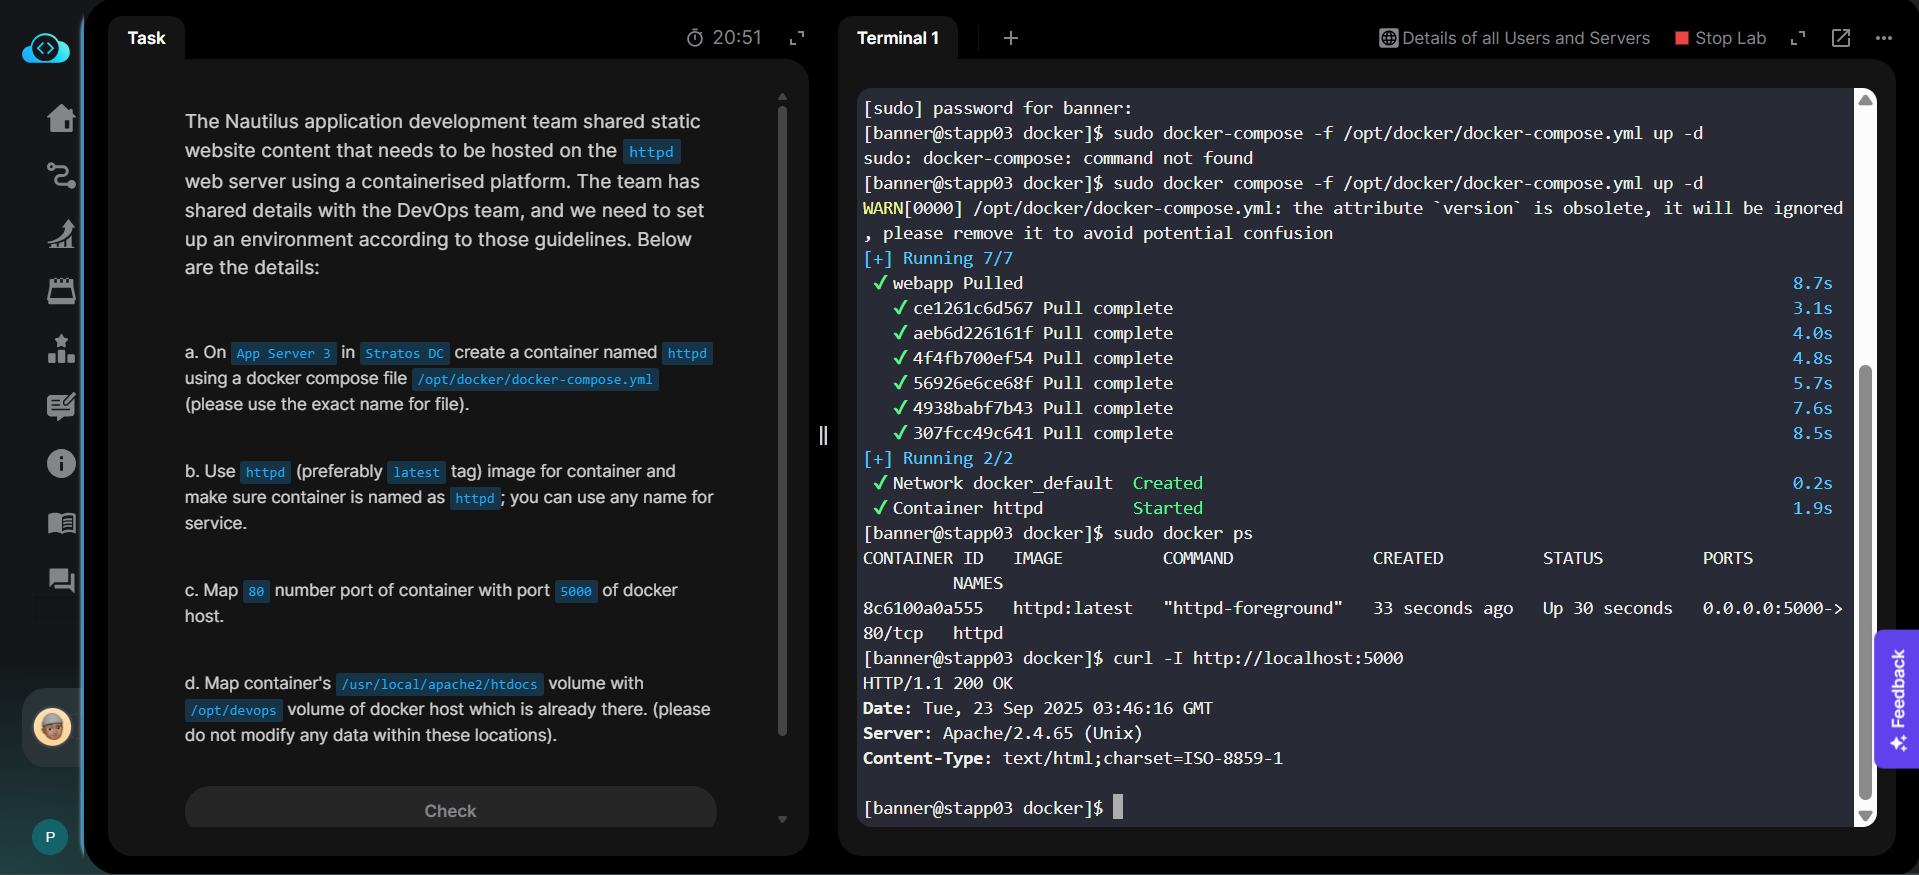 Task
20:51
The Nautilus application development team shared static
website content that needs to be hosted on the httpd
web server using a containerised platform. The team has
shared details with the DevOps team, and we need to set
up an environment according to those guidelines. Below
are the details:
a. On App Server 3 in Stratos DC create a container named httpd
using a docker compose file /opt/docker/docker-compose.yml
(please use the exact name for file).
b. Use httpd (preferably latest tag) image for container and
make sure container is named as httpd; you can use any name for
service.
c. Map 80 number port of container with port 5000 of docker
host.
d. Map container's /usr/local/apache2/htdocs volume with
/opt/devops volume of docker host which is already there. (please
do not modify any data within these locations).
Check
P
Terminal 1
+
Details of all Users and Servers
Stop Lab
[sudo] password for banner:
[banner@stapp03 docker]$ sudo docker-compose -f /opt/docker/docker-compose.yml up -d
sudo: docker-compose: command not found
[banner@stapp03 docker]$ sudo docker compose -f /opt/docker/docker-compose.yml up -d
WARN[0000] /opt/docker/docker-compose.yml: the attribute `version` is obsolete, it will be ignored
, please remove it to avoid potential confusion
[+] Running 7/7
✔ webapp Pulled 8.7s
✔ ce1261c6d567 Pull complete 3.1s
✔ aeb6d226161f Pull complete 4.0s
✔ 4f4fb700ef54 Pull complete 4.8s
✔ 56926e6ce68f Pull complete 5.7s
✔ 4938babf7b43 Pull complete 7.6s
✔ 307fcc49c641 Pull complete 8.5s
[+] Running 2/2
✔ Network docker_default Created 0.2s
✔ Container httpd Started 1.9s
[banner@stapp03 docker]$ sudo docker ps
CONTAINER ID IMAGE COMMAND CREATED STATUS PORTS
NAMES
8c6100a0a555 httpd:latest "httpd-foreground" 33 seconds ago Up 30 seconds 0.0.0.0:5000->
80/tcp httpd
[banner@stapp03 docker]$ curl -I http://localhost:5000
HTTP/1.1 200 OK
Date: Tue, 23 Sep 2025 03:46:16 GMT
Server: Apache/2.4.65 (Unix)
Content-Type: text/html;charset=ISO-8859-1
[banner@stapp03 docker]$
Feedback